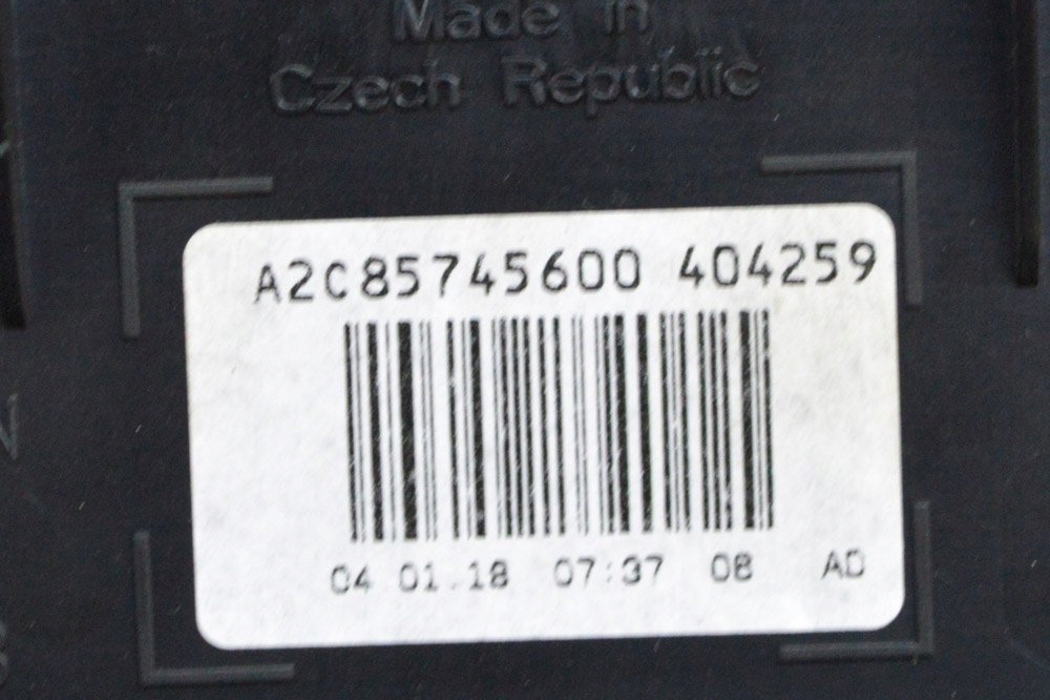 Made in
Czech Republic
A2C85745600 404259
04 01.18 07:37 08 AD